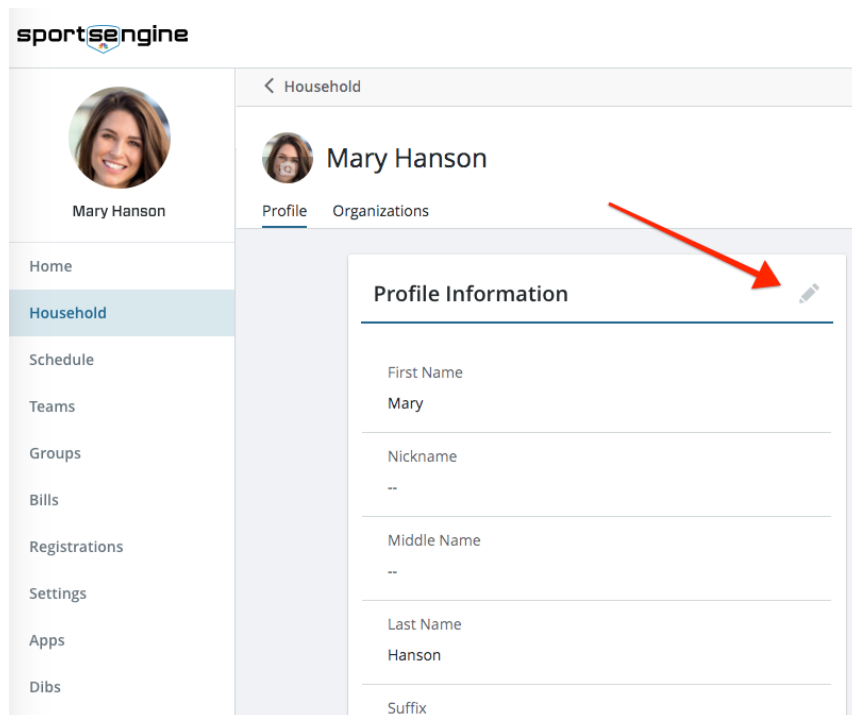 sportsengine
Mary Hanson
Home
Household
Schedule
Teams
Groups
Bills
Registrations
Settings
Apps
Dibs
Household
Mary Hanson
Profile Organizations
Profile Information
First Name
Mary
Nickname
--
Middle Name
--
Last Name
Hanson
Suffix